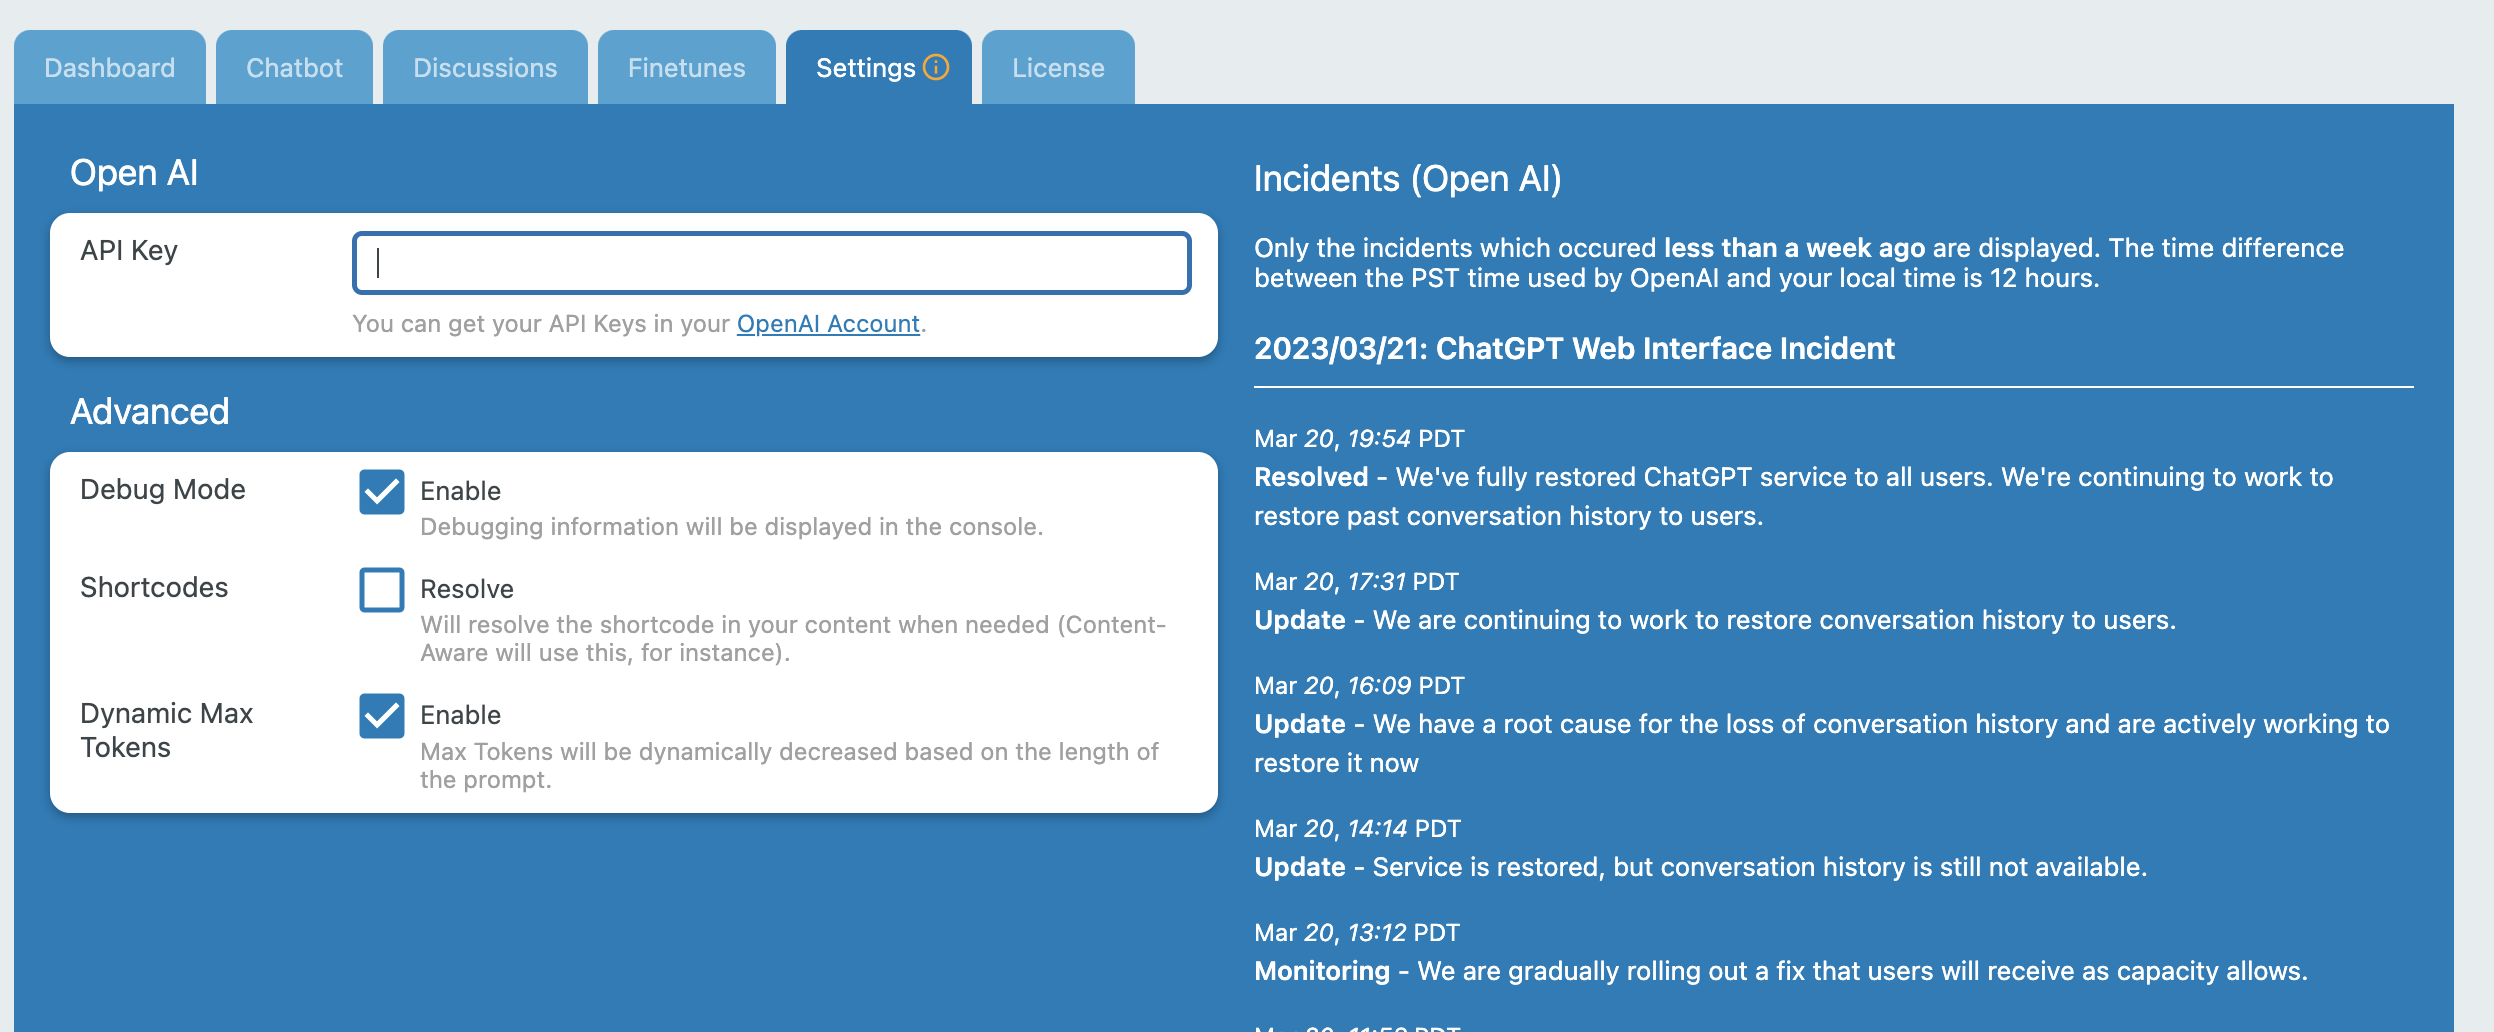 Dashboard
Chatbot
Discussions
Finetunes
Settings
License
Open AI
API Key
You can get your API Keys in your OpenAI Account.
Advanced
Debug Mode
Enable
Debugging information will be displayed in the console.
Shortcodes
Resolve
Will resolve the shortcode in your content when needed (Content-
Aware will use this, for instance).
Dynamic Max
Tokens
Enable
Max Tokens will be dynamically decreased based on the length of
the prompt.
Incidents (Open AI)
Only the incidents which occured less than a week ago are displayed. The time difference
between the PST time used by OpenAI and your local time is 12 hours.
2023/03/21: ChatGPT Web Interface Incident
Mar 20, 19:54 PDT
Resolved - We've fully restored ChatGPT service to all users. We're continuing to work to
restore past conversation history to users.
Mar 20, 17:31 PDT
Update - We are continuing to work to restore conversation history to users.
Mar 20, 16:09 PDT
Update - We have a root cause for the loss of conversation history and are actively working to
restore it now
Mar 20, 14:14 PDT
Update - Service is restored, but conversation history is still not available.
Mar 20, 13:12 PDT
Monitoring - We are gradually rolling out a fix that users will receive as capacity allows.